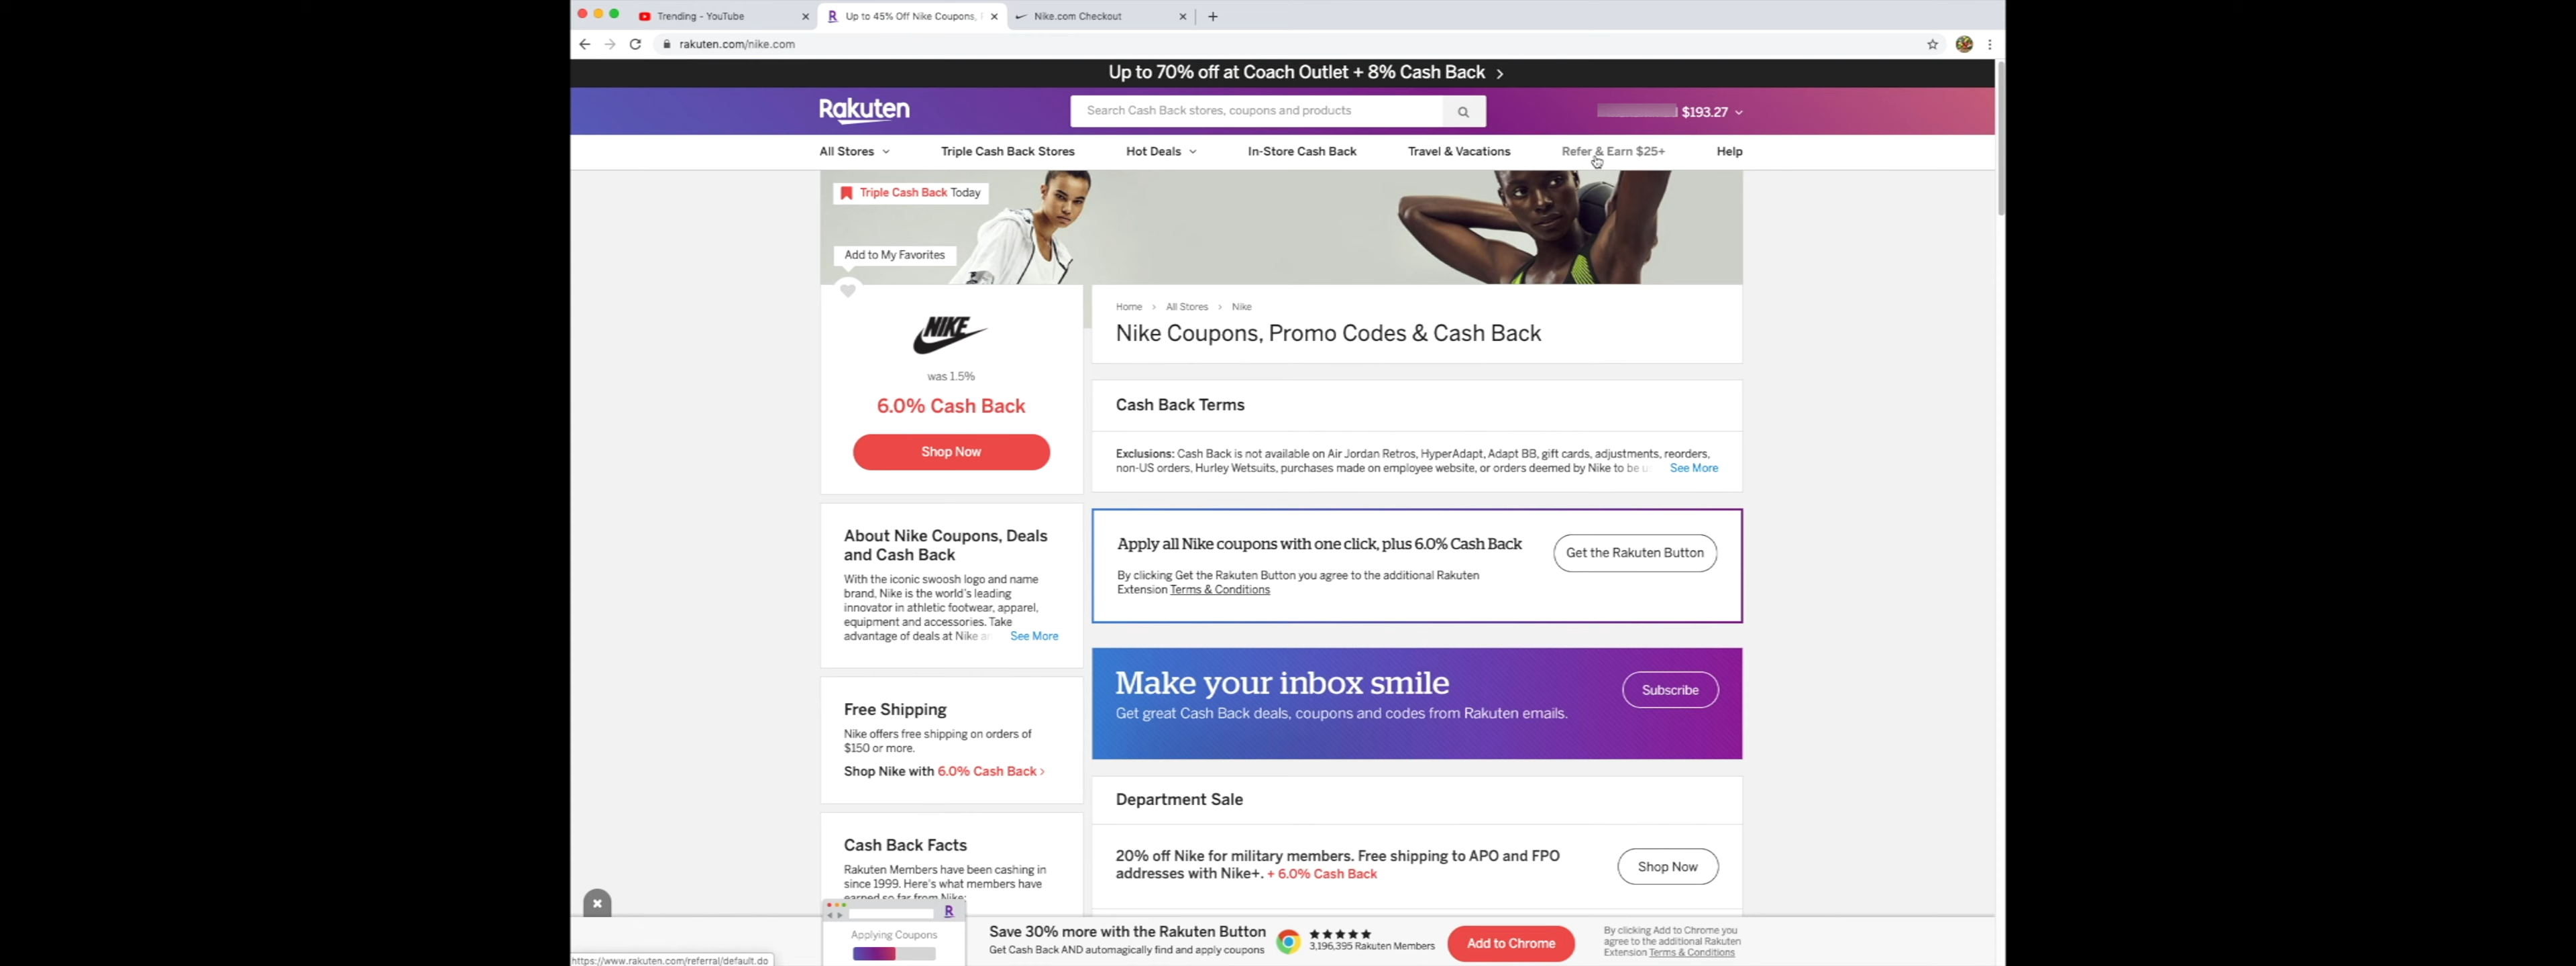 Trending - YouTube
Up to 45% Off Nike Coupons,
Nike.com Checkout
rakuten.com/nike.com
Up to 70% off at Coach Outlet + 8% Cash Back >
Rakuten
Search Cash Back stores, coupons and products
$193.27
All Stores
Triple Cash Back Stores
Hot Deals
In-Store Cash Back
Travel & Vacations
Refer & Earn $25+
Help
Triple Cash Back Today
Add to My Favorites
NIKE
was 1.5%
6.0% Cash Back
Shop Now
Home > All Stores > Nike
Nike Coupons, Promo Codes & Cash Back
Cash Back Terms
Exclusions: Cash Back is not available on Air Jordan Retros, HyperAdapt, Adapt BB, gift cards, adjustments, reorders,
non-US orders, Hurley Wetsuits, purchases made on employee website, or orders deemed by Nike to be See More
About Nike Coupons, Deals
and Cash Back
With the iconic swoosh logo and name
brand, Nike is the world's leading
innovator in athletic footwear, apparel,
equipment and accessories. Take
advantage of deals at Nike See More
Apply all Nike coupons with one click, plus 6.0% Cash Back
By clicking Get the Rakuten Button you agree to the additional Rakuten
Extension Terms & Conditions
Get the Rakuten Button
Make your inbox smile
Get great Cash Back deals, coupons and codes from Rakuten emails.
Subscribe
Free Shipping
Nike offers free shipping on orders of
$150 or more.
Shop Nike with 6.0% Cash Back >
Department Sale
20% off Nike for military members. Free shipping to APO and FPO
addresses with Nike+. + 6.0% Cash Back
Shop Now
Cash Back Facts
Rakuten Members have been cashing in
since 1999. Here's what members have
earned so far from Nike:
R
Applying Coupons
Save 30% more with the Rakuten Button
Get Cash Back AND automagically find and apply coupons
3,196,395 Rakuten Members
Add to Chrome
By clicking Add to Chrome you
agree to the additional Rakuten
Extension Terms & Conditions
https://www.rakuten.com/referral/default.do